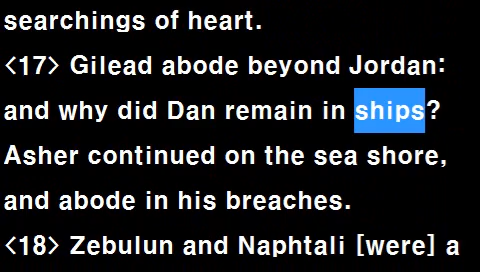 searchings of heart.
<17> Gilead abode beyond Jordan:
and why did Dan remain in ships?
Asher continued on the sea shore,
and abode in his breaches.
<18> Zebulun and Naphtali [were] a